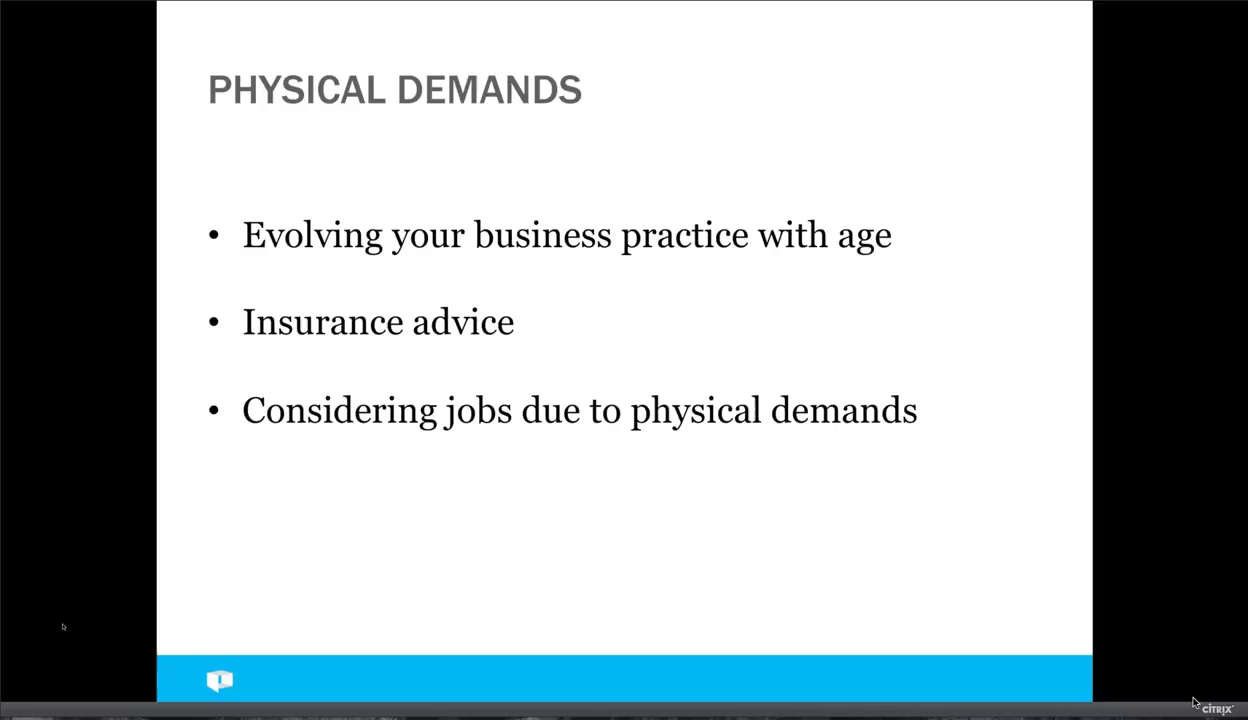 PHYSICAL DEMANDS
• Evolving your business practice with age
• Insurance advice
• Considering jobs due to physical demands
CITRIX